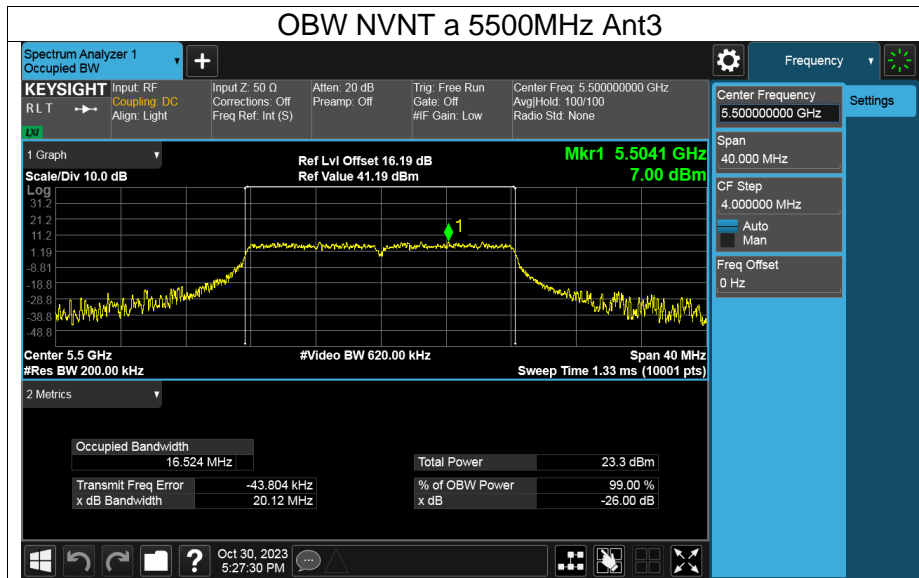 OBW NVNT a 5500MHz Ant3
Spectrum Analyzer 1
Occupied BW
Frequency
KEYSIGHT
RLT
LXI
Input: RF
Coupling: DC
Align: Light
Input Z: 50 Ω
Corrections: Off
Freq Ref: Int (S)
Atten: 20 dB
Preamp: Off
Trig: Free Run
Gate: Off
#IF Gain: Low
Center Freq: 5.500000000 GHz
Avg|Hold: 100/100
Radio Std: None
Center Frequency
5.500000000 GHz
Settings
Span
40.000 MHz
CF Step
4.000000 MHz
Auto
Man
Freq Offset
0 Hz
1 Graph
Scale/Div 10.0 dB
Ref Lvl Offset 16.19 dB
Ref Value 41.19 dBm
Mkr1 5.5041 GHz
7.00 dBm
Log
31.2
21.2
11.2
1.19
-8.81
-18.8
-28.8
-38.8
-48.8
1
Center 5.5 GHz
#Video BW 620.00 kHz
Span 40 MHz
#Res BW 200.00 kHz
Sweep Time 1.33 ms (10001 pts)
2 Metrics
Occupied Bandwidth
16.524 MHz
Total Power 23.3 dBm
Transmit Freq Error -43.804 kHz
% of OBW Power 99.00 %
x dB Bandwidth 20.12 MHz
x dB -26.00 dB
?
Oct 30, 2023
5:27:30 PM